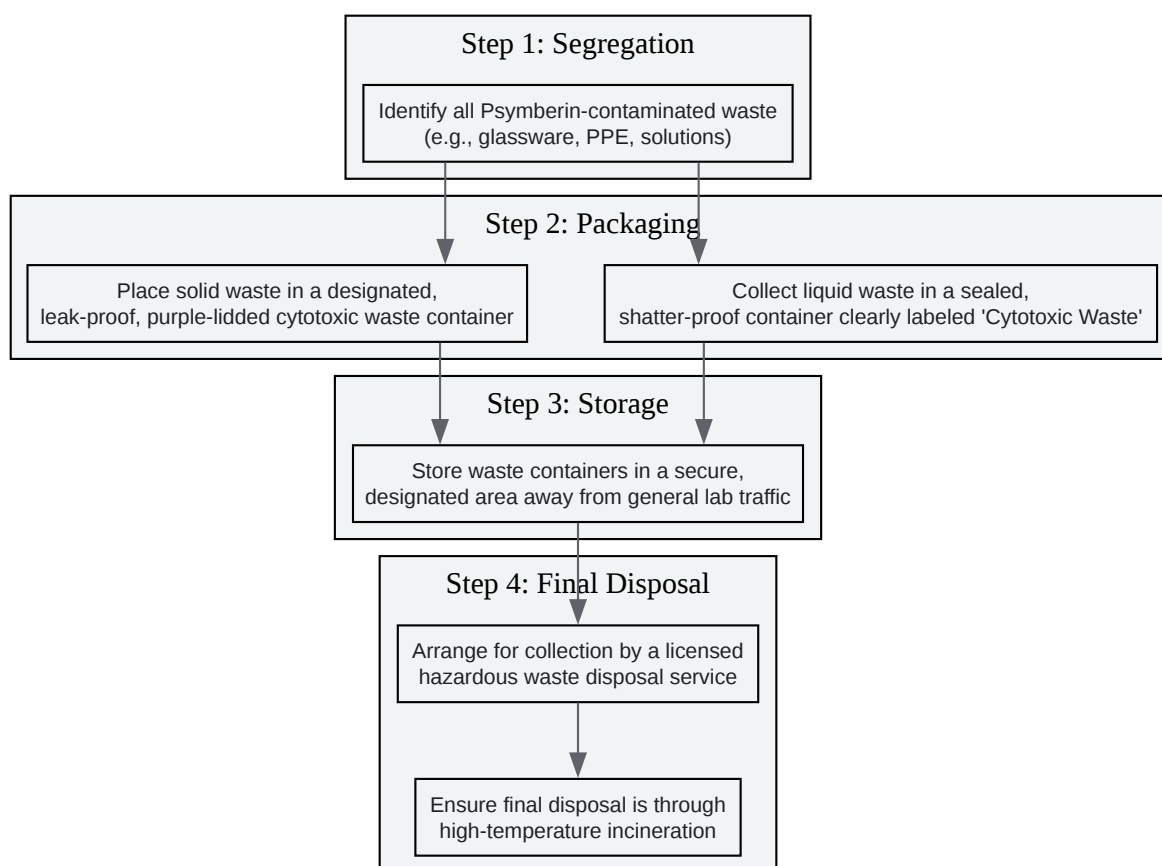 Step 1: Segregation
Identify all Psymberin-contaminated waste
(e.g., glassware, PPE, solutions)
Step 2: Packaging
Place solid waste in a designated,
leak-proof, purple-lidded cytotoxic waste container
Collect liquid waste in a sealed,
shatter-proof container clearly labeled 'Cytotoxic Waste'
Step 3: Storage
Store waste containers in a secure,
designated area away from general lab traffic
Step 4: Final Disposal
Arrange for collection by a licensed
hazardous waste disposal service
Ensure final disposal is through
high-temperature incineration